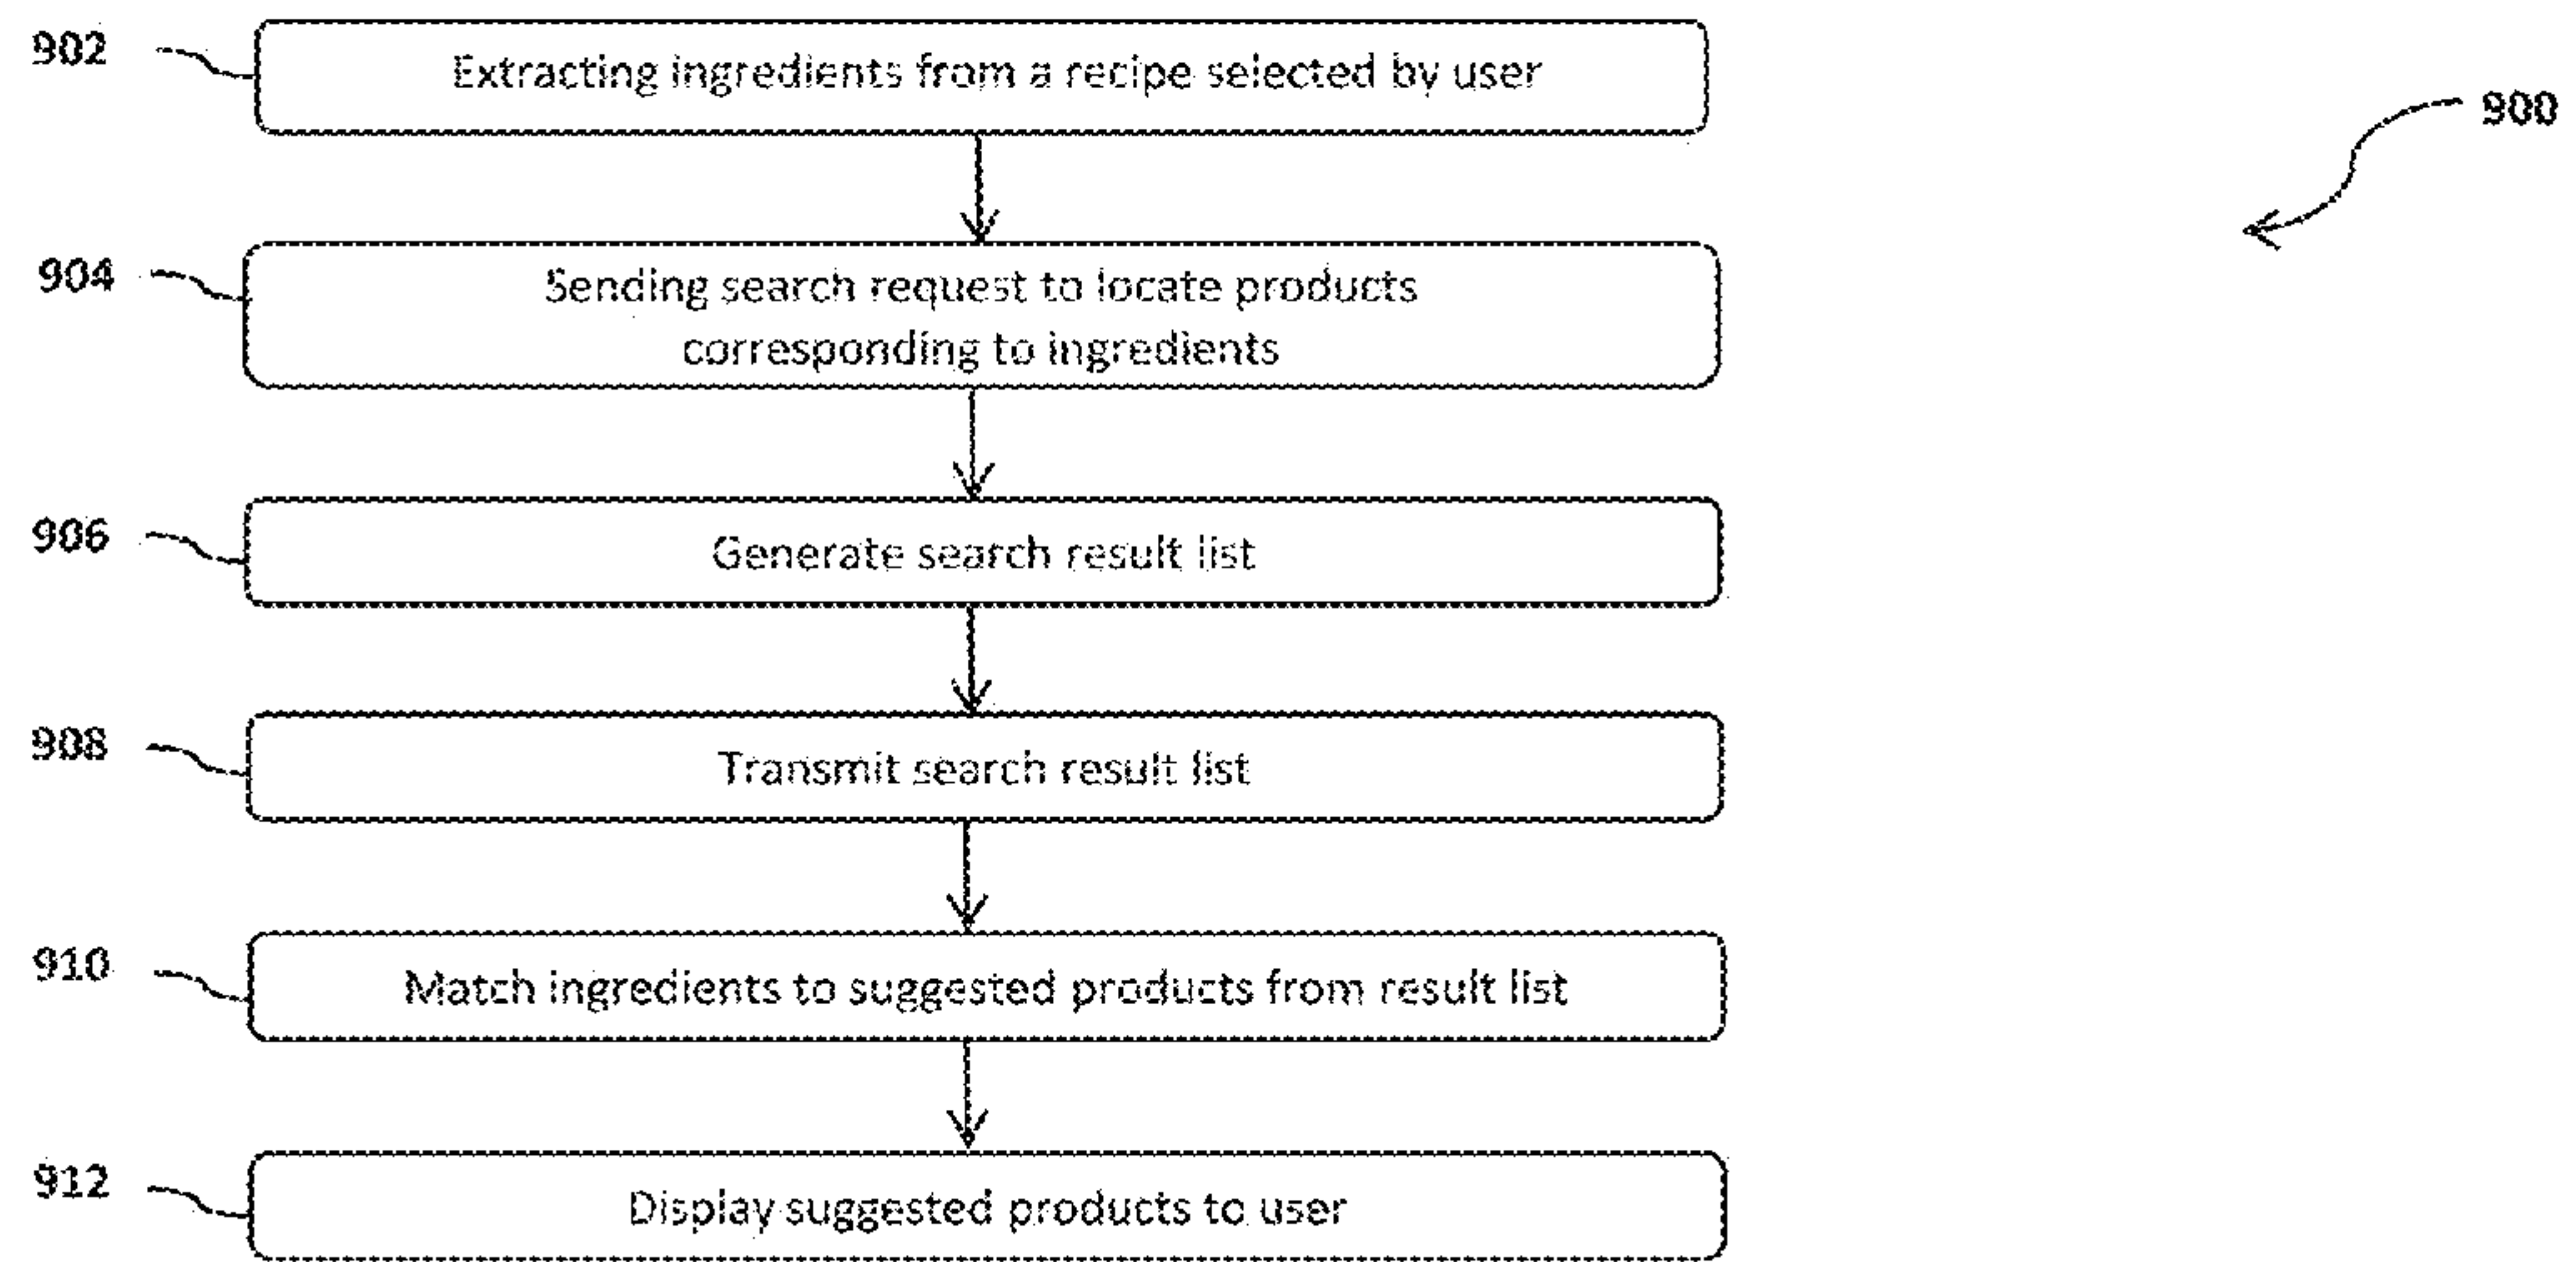 902
Extracting ingredients from a recipe selected by user
900
904
Sending search request to locate products
corresponding to ingredients
906
Generate search result list
908
Transmit search result list
910
Match ingredients to suggested products from result list
912
Display suggested products to user